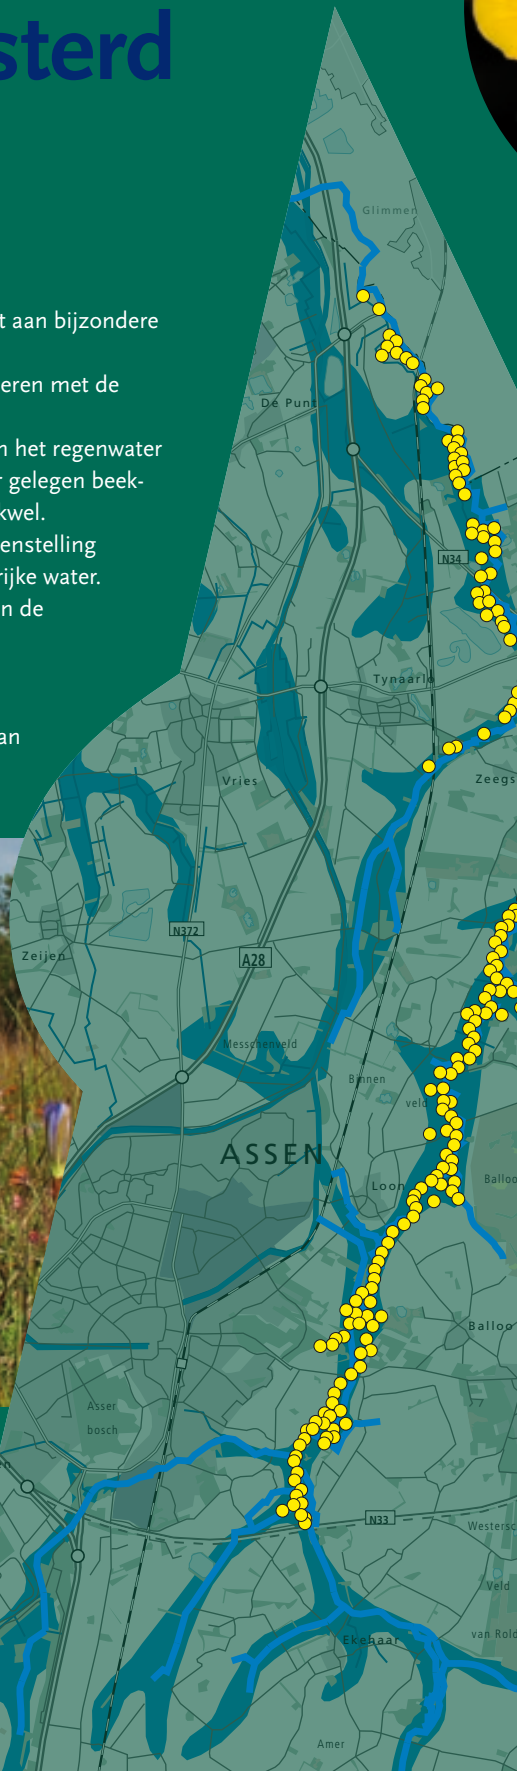 sterd
t aan bijzondere
eren met de
n het regenwater
r gelegen beek-
kwel.
enstelling
rijke water.
n de
an
Glimmen
De Punt
N34
Tynaarlo
Vries
Zeegs
N372
A28
Zeijen
Messchenveld
Binnen
veld
ASSEN
Loon
Balloo
Balloo
Asser
bosch
en
N33
Westersc
Veld
van Rold
Ekehaar
Amer